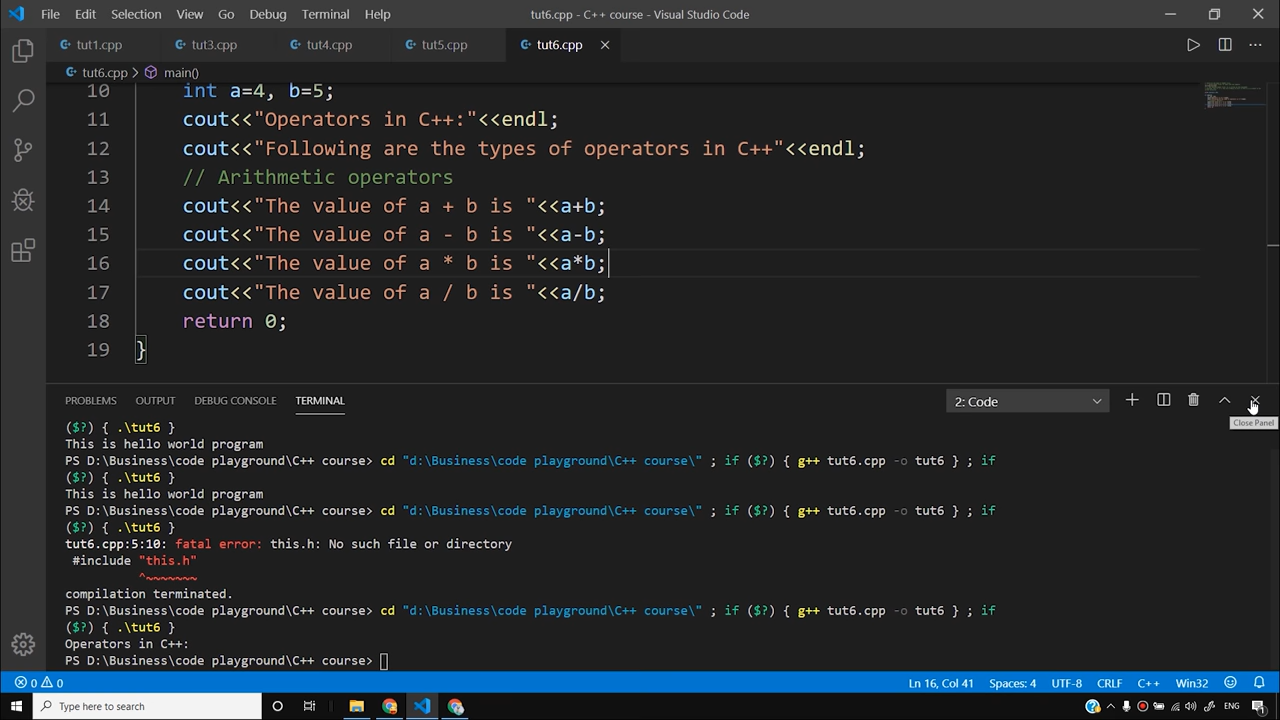 File Edit Selection View Go Debug Terminal Help tut6.cpp - C++ course - Visual Studio Code
tut1.cpp tut3.cpp tut4.cpp tut5.cpp tut6.cpp
tut6.cpp > main()
10 int a=4, b=5;
11 cout<<"Operators in C++:"<<endl;
12 cout<<"Following are the types of operators in C++"<<endl;
13 // Arithmetic operators
14 cout<<"The value of a + b is "<<a+b;
15 cout<<"The value of a - b is "<<a-b;
16 cout<<"The value of a * b is "<<a*b;
17 cout<<"The value of a / b is "<<a/b;
18 return 0;
19 }
PROBLEMS OUTPUT DEBUG CONSOLE TERMINAL 2: Code
Close Panel
($?) { .\tut6 }
This is hello world program
PS D:\Business\code playground\C++ course> cd "d:\Business\code playground\C++ course\" ; if ($?) { g++ tut6.cpp -o tut6 } ; if
($?) { .\tut6 }
This is hello world program
PS D:\Business\code playground\C++ course> cd "d:\Business\code playground\C++ course\" ; if ($?) { g++ tut6.cpp -o tut6 } ; if
($?) { .\tut6 }
tut6.cpp:5:10: fatal error: this.h: No such file or directory
#include "this.h"
^~~~~~~~
compilation terminated.
PS D:\Business\code playground\C++ course> cd "d:\Business\code playground\C++ course\" ; if ($?) { g++ tut6.cpp -o tut6 } ; if
($?) { .\tut6 }
Operators in C++:
PS D:\Business\code playground\C++ course>
0 0 Ln 16, Col 41 Spaces: 4 UTF-8 CRLF C++ Win32
Type here to search ENG 1